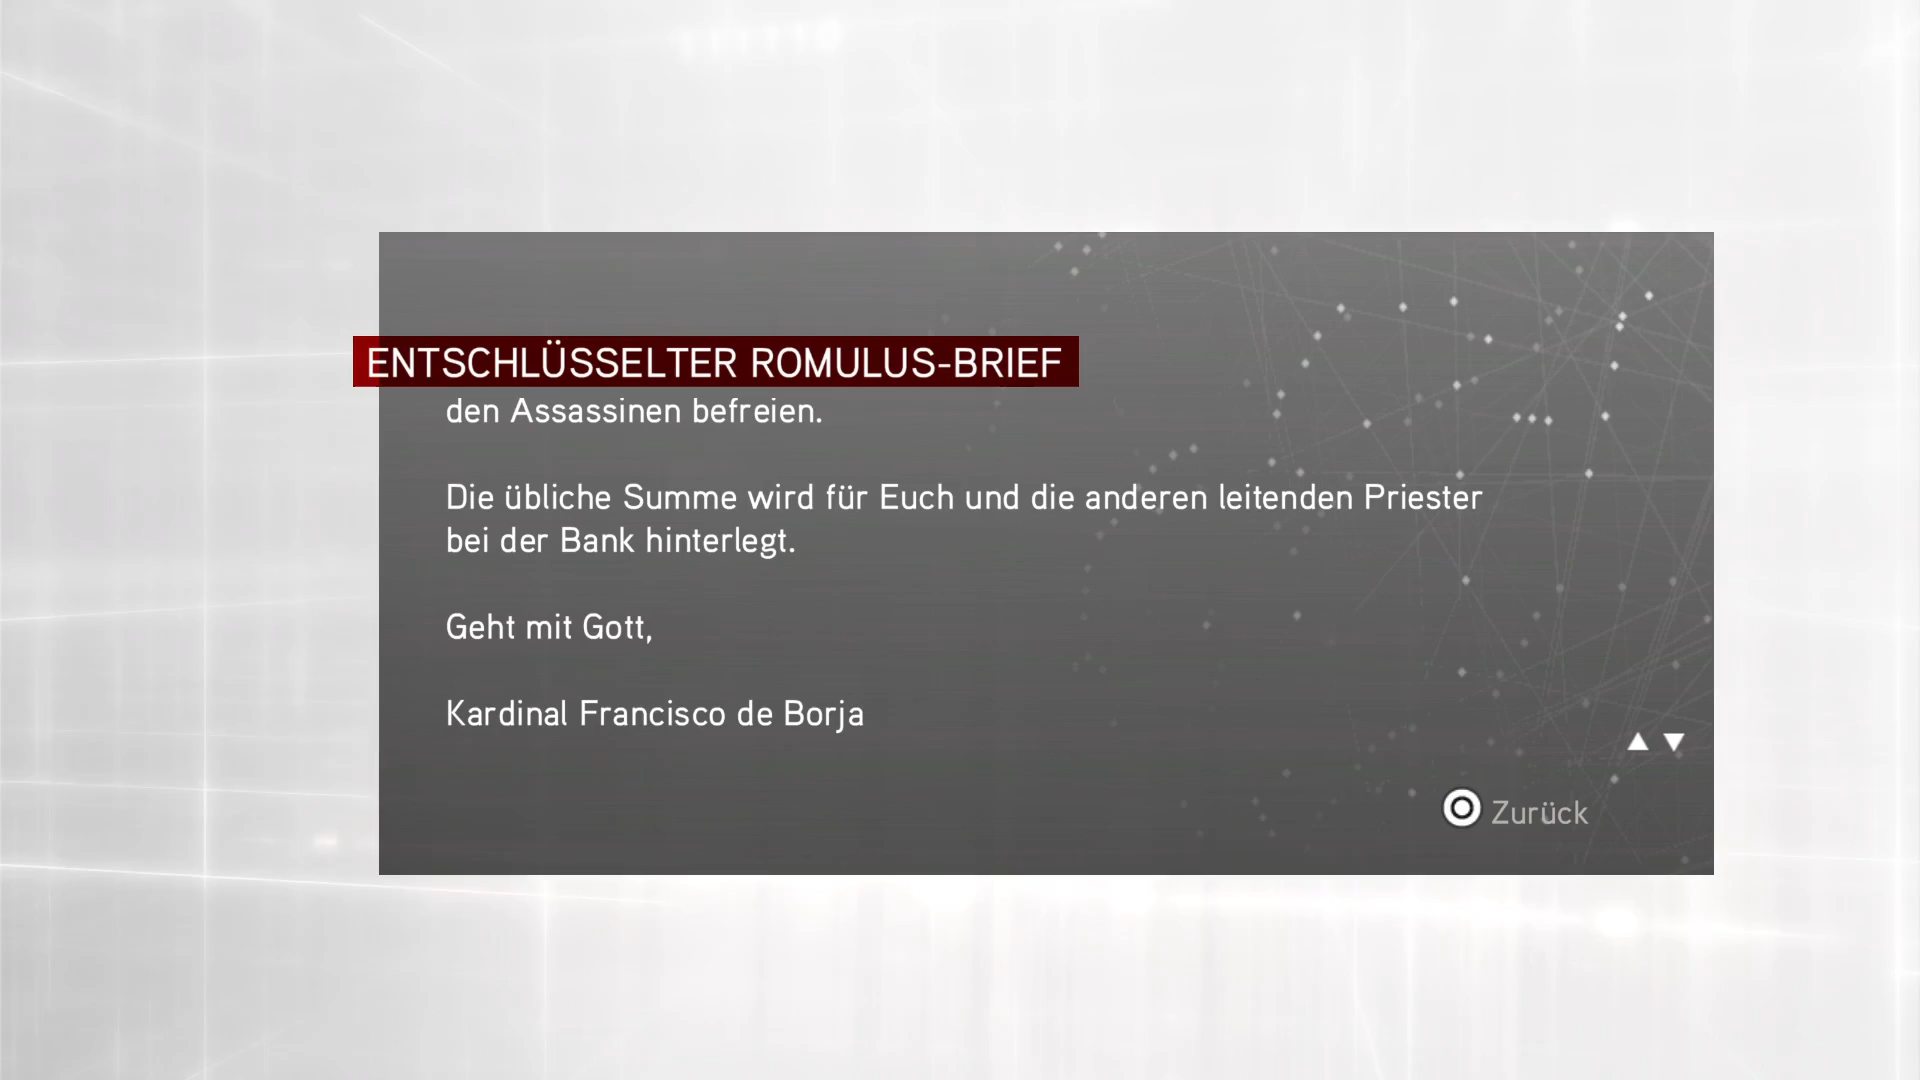 ENTSCHLÜSSELTER ROMULUS-BRIEF
den Assassinen befreien.
Die übliche Summe wird für Euch und die anderen leitenden Priester
bei der Bank hinterlegt.
Geht mit Gott,
Kardinal Francisco de Borja
Zurück